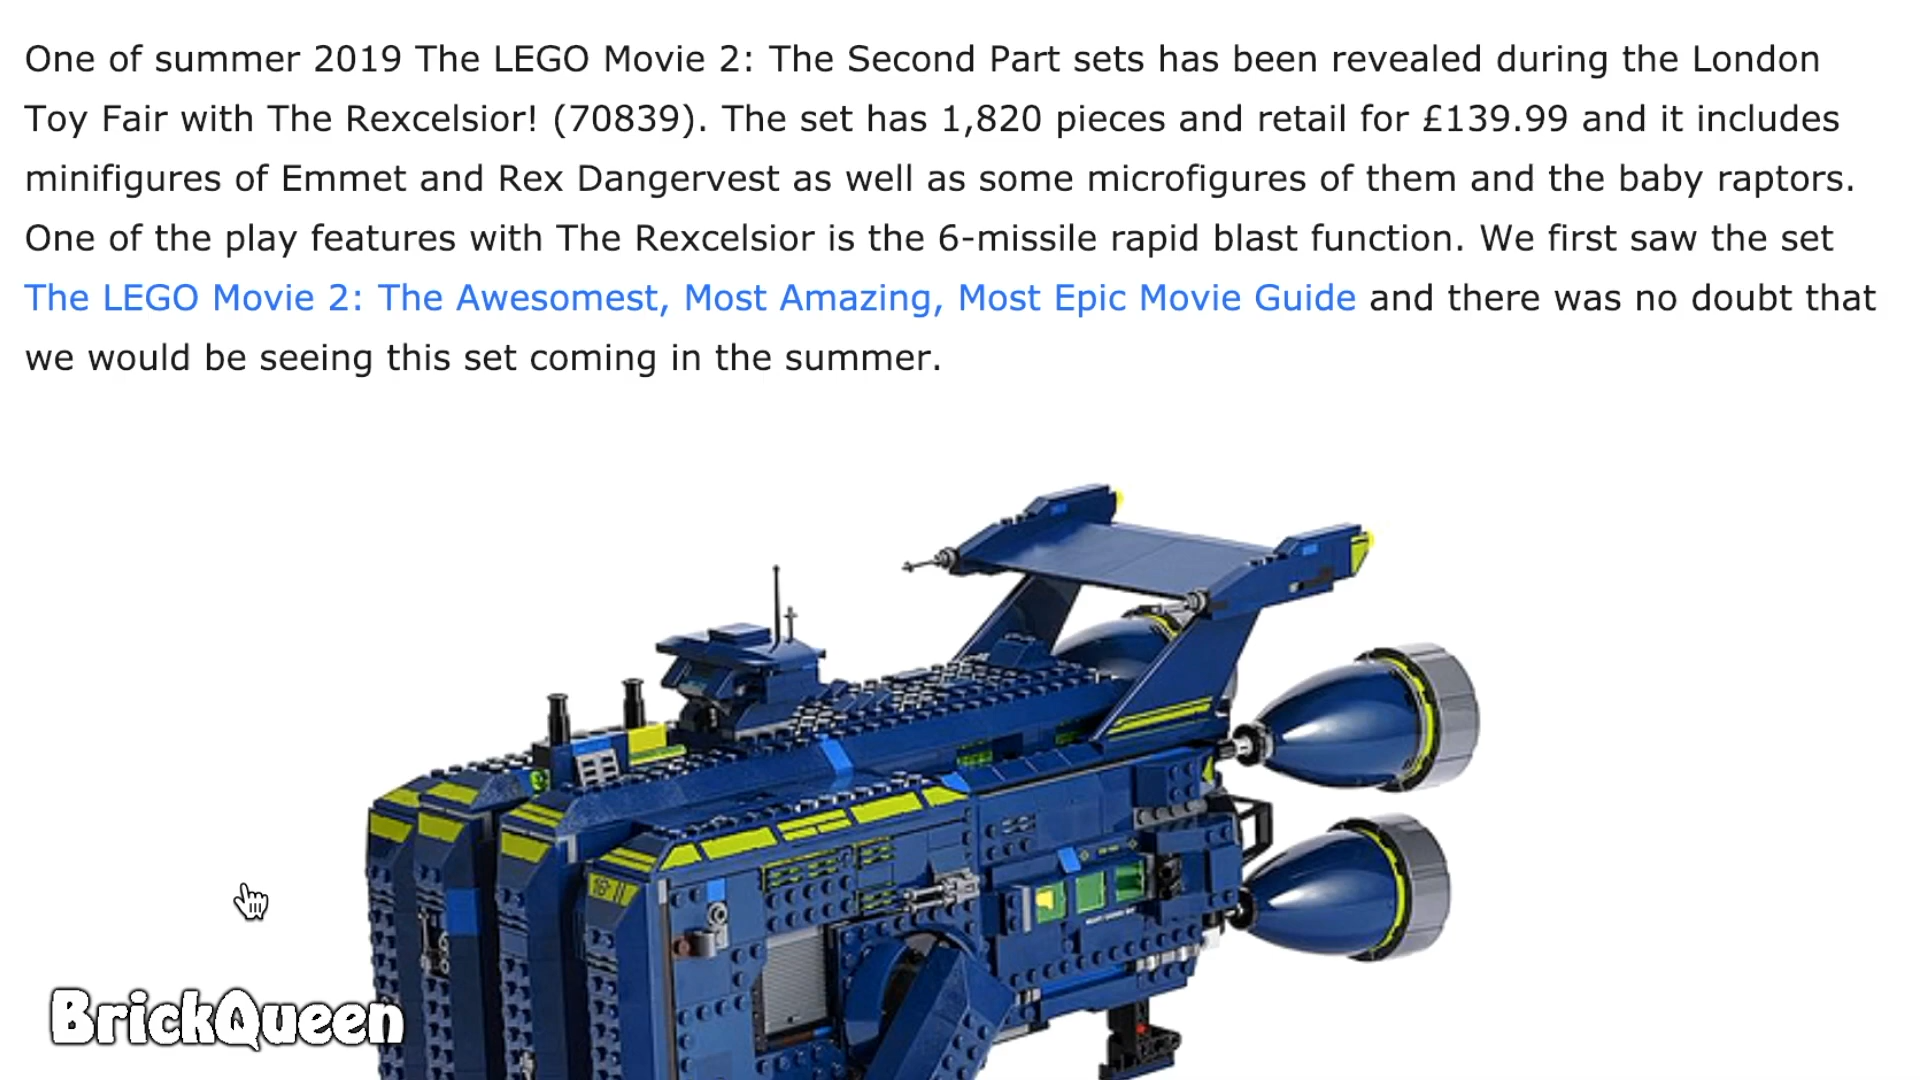 One of summer 2019 The LEGO Movie 2: The Second Part sets has been revealed during the London
Toy Fair with The Rexcelsior! (70839). The set has 1,820 pieces and retail for £139.99 and it includes
minifigures of Emmet and Rex Dangervest as well as some microfigures of them and the baby raptors.
One of the play features with The Rexcelsior is the 6-missile rapid blast function. We first saw the set
The LEGO Movie 2: The Awesomest, Most Amazing, Most Epic Movie Guide and there was no doubt that
we would be seeing this set coming in the summer.
BrickQueen